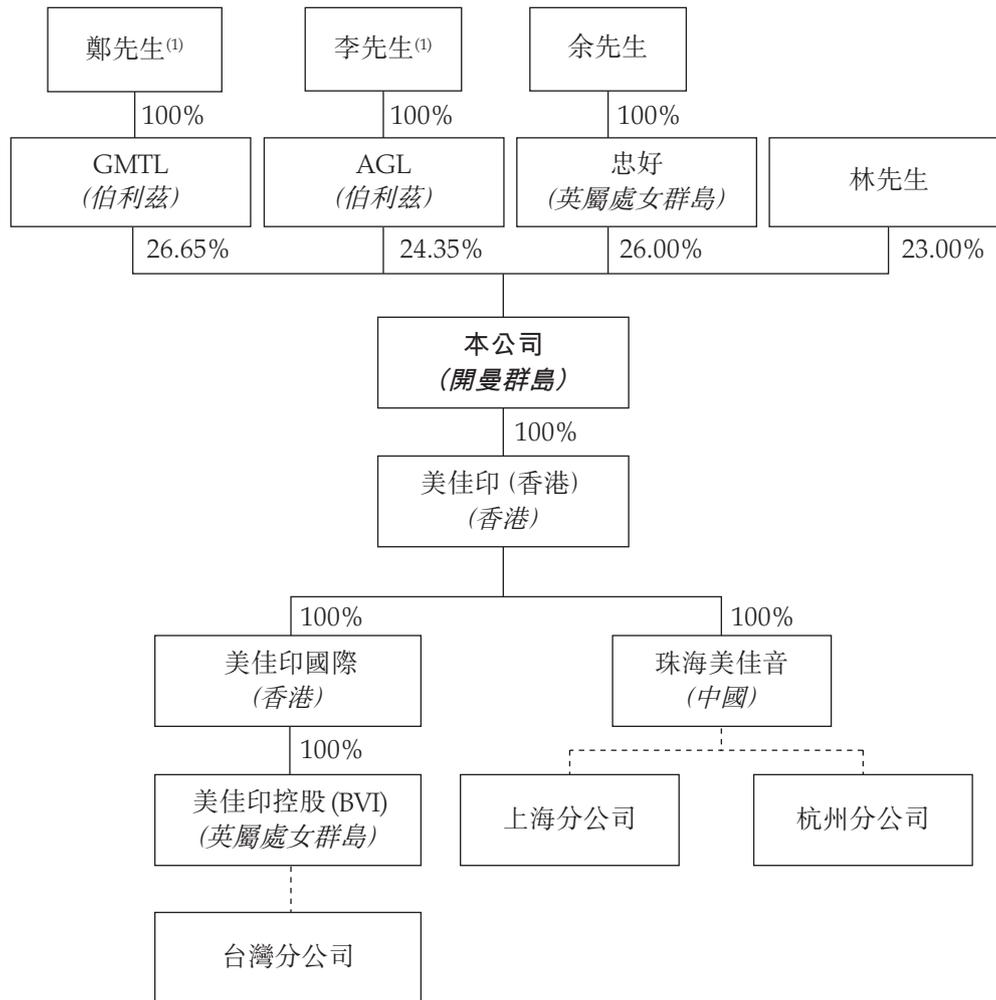 鄭先生(1)
李先生(1)
余先生
100%
100%
100%
GMTL
(伯利茲)
AGL
(伯利茲)
忠好
(英屬處女群島)
林先生
26.65%
24.35%
26.00%
23.00%
本公司
(開曼群島)
100%
美佳印 (香港)
(香港)
100%
100%
美佳印國際
(香港)
珠海美佳音
(中國)
100%
美佳印控股 (BVI)
(英屬處女群島)
上海分公司
杭州分公司
台灣分公司